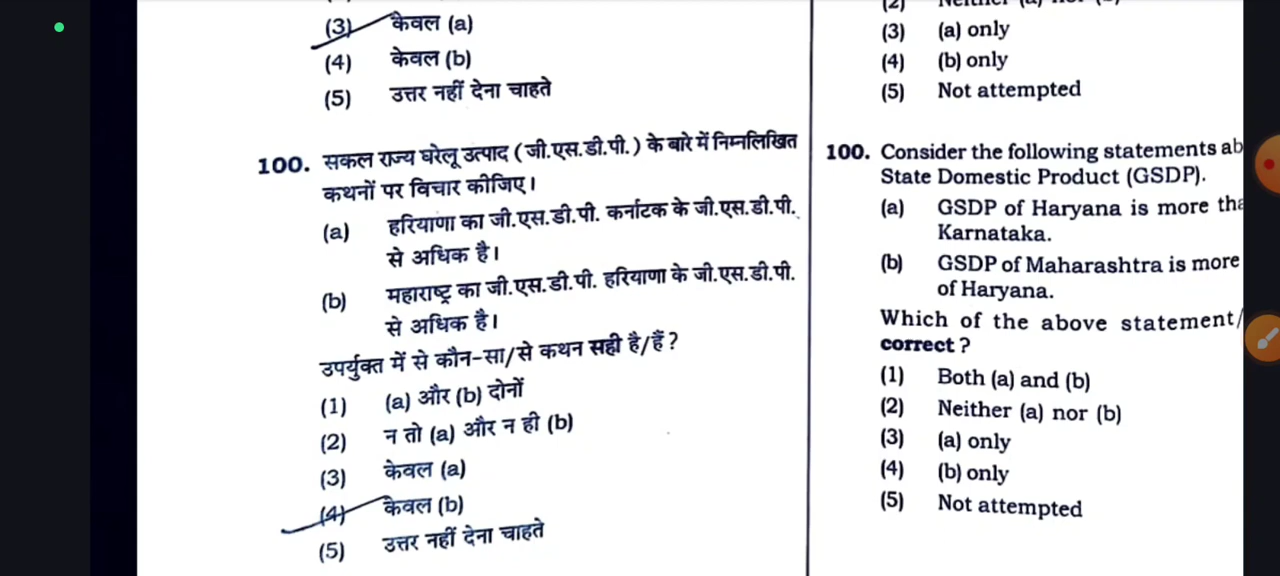 (3) केवल (a)
(4) केवल (b)
(5) उत्तर नहीं देना चाहते
100. सकल राज्य घरेलू उत्पाद (जी.एस.डी.पी.) के बारे में निम्नलिखित
कथनों पर विचार कीजिए।
(a) हरियाणा का जी.एस.डी.पी. कर्नाटक के जी.एस.डी.पी.
से अधिक है।
(b) महाराष्ट्र का जी.एस.डी.पी. हरियाणा के जी.एस.डी.पी.
से अधिक है।
उपर्युक्त में से कौन-सा/से कथन सही है/हैं?
(1) (a) और (b) दोनों
(2) न तो (a) और न ही (b)
(3) केवल (a)
(4) केवल (b)
(5) उत्तर नहीं देना चाहते
(3) (a) only
(4) (b) only
(5) Not attempted
100. Consider the following statements ab
State Domestic Product (GSDP).
(a) GSDP of Haryana is more tha
Karnataka.
(b) GSDP of Maharashtra is more
of Haryana.
Which of the above statement/
correct ?
(1) Both (a) and (b)
(2) Neither (a) nor (b)
(3) (a) only
(4) (b) only
(5) Not attempted